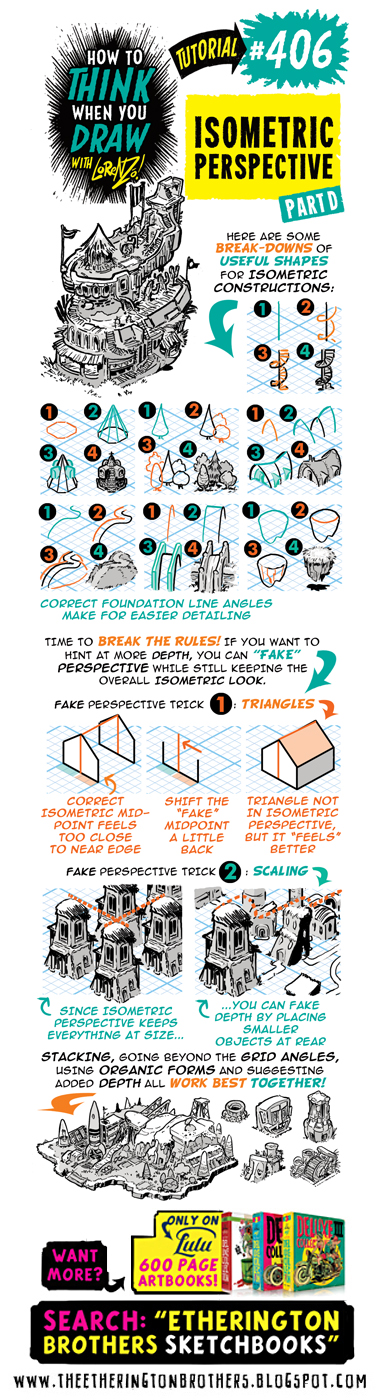 HOW TO
THINK
WHEN YOU
DRAW
WITH LORENZO!
TUTORIAL
#406
ISOMETRIC
PERSPECTIVE
PART D
HERE ARE SOME
BREAK-DOWNS OF
USEFUL SHAPES
FOR ISOMETRIC
CONSTRUCTIONS:
1 2
3 4
1 2 1 2 1 2
3 4 3 4 3 4
1 2 1 2 1 2
3 4 3 4 3 4
CORRECT FOUNDATION LINE ANGLES
MAKE FOR EASIER DETAILING
TIME TO BREAK THE RULES! IF YOU WANT TO
HINT AT MORE DEPTH, YOU CAN "FAKE"
PERSPECTIVE WHILE STILL KEEPING THE
OVERALL ISOMETRIC LOOK.
FAKE PERSPECTIVE TRICK 1: TRIANGLES
CORRECT
ISOMETRIC MID-
POINT FEELS
TOO CLOSE
TO NEAR EDGE
SHIFT THE
"FAKE"
MIDPOINT
A LITTLE
BACK
TRIANGLE NOT
IN ISOMETRIC
PERSPECTIVE,
BUT IT "FEELS"
BETTER
FAKE PERSPECTIVE TRICK 2: SCALING
SINCE ISOMETRIC
PERSPECTIVE KEEPS
EVERYTHING AT SIZE...
...YOU CAN FAKE
DEPTH BY PLACING
SMALLER
OBJECTS AT REAR
STACKING, GOING BEYOND THE GRID ANGLES,
USING ORGANIC FORMS AND SUGGESTING
ADDED DEPTH ALL WORK BEST TOGETHER!
WANT
MORE?
ONLY ON
Lulu
600 PAGE
ARTBOOKS!
DELUXE
III
SEARCH: "ETHERINGTON
BROTHERS SKETCHBOOKS"
WWW.THEETHERINGTONBROTHERS.BLOGSPOT.COM